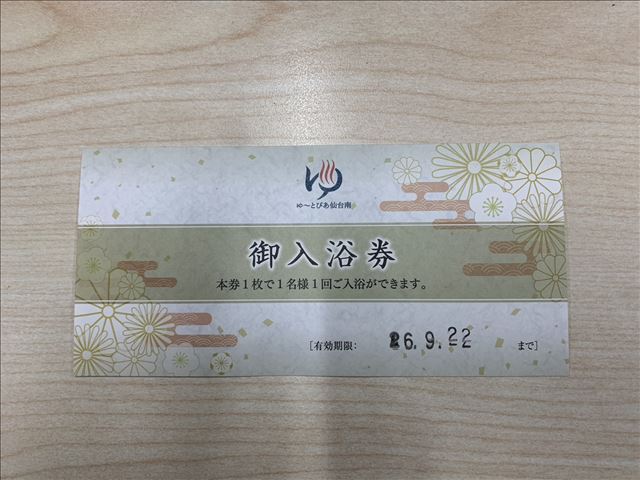 ゆ
ゆ〜とぴあ仙台南
御入浴券
本券1枚で1名様1回ご入浴ができます。
[有効期限: 26.9.22 まで]